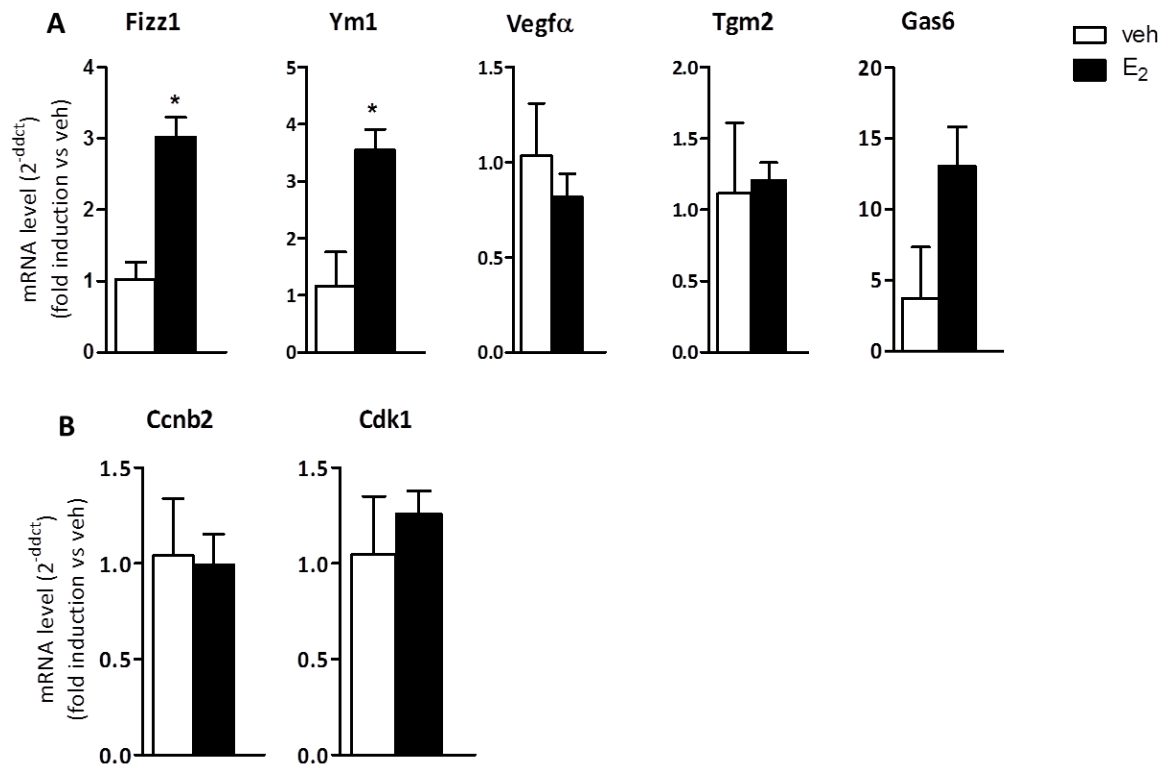 A
Fizz1
Ym1
Vegfα
Tgm2
Gas6
veh
E2
mRNA level (2-ddct)
(fold induction vs veh)
4
3
2
1
0
*
5
4
3
2
1
0
*
1.5
1.0
0.5
0.0
2.0
1.5
1.0
0.5
0.0
20
15
10
5
0
B
Ccnb2
Cdk1
mRNA level (2-ddct)
(fold induction vs veh)
1.5
1.0
0.5
0.0
1.5
1.0
0.5
0.0